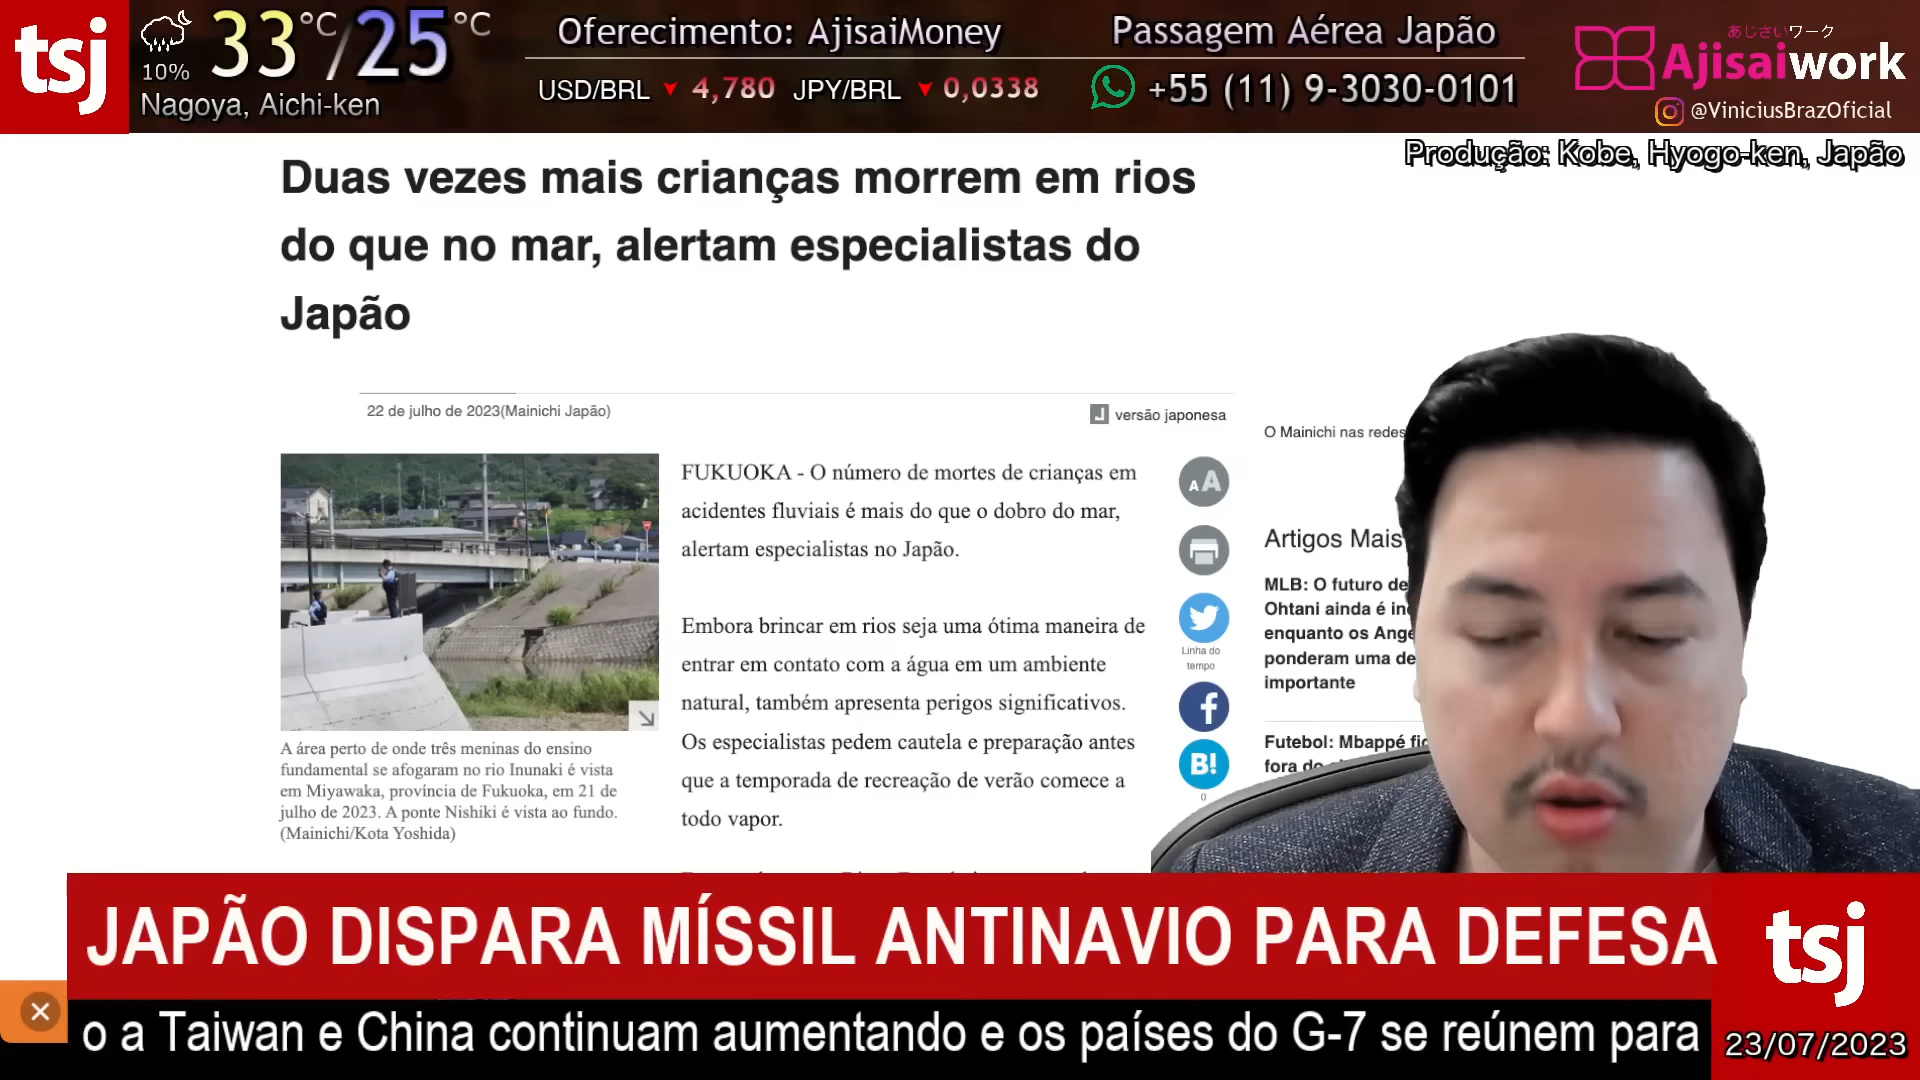 tsj
10%
33°C/25°C
Nagoya, Aichi-ken
Oferecimento: AjisaiMoney
USD/BRL 4,780 JPY/BRL 0,0338
Passagem Aérea Japão
+55 (11) 9-3030-0101
あじさいワーク
Ajisaiwork
@ViniciusBrazOficial
Produção: Kobe, Hyogo-ken, Japão
Duas vezes mais crianças morrem em rios
do que no mar, alertam especialistas do
Japão
22 de julho de 2023(Mainichi Japão)
J versão japonesa
A área perto de onde três meninas do ensino
fundamental se afogaram no rio Inunaki é vista
em Miyawaka, província de Fukuoka, em 21 de
julho de 2023. A ponte Nishiki é vista ao fundo.
(Mainichi/Kota Yoshida)
FUKUOKA - O número de mortes de crianças em
acidentes fluviais é mais do que o dobro do mar,
alertam especialistas no Japão.
Embora brincar em rios seja uma ótima maneira de
entrar em contato com a água em um ambiente
natural, também apresenta perigos significativos.
Os especialistas pedem cautela e preparação antes
que a temporada de recreação de verão comece a
todo vapor.
AA
Linha do
tempo
f
B!
0
O Mainichi nas redes
Artigos Mais
MLB: O futuro de
Ohtani ainda é in
enquanto os Ange
ponderam uma de
importante
Futebol: Mbappé fic
fora do
JAPÃO DISPARA MÍSSIL ANTINAVIO PARA DEFESA
tsj
o a Taiwan e China continuam aumentando e os países do G-7 se reúnem para
23/07/2023